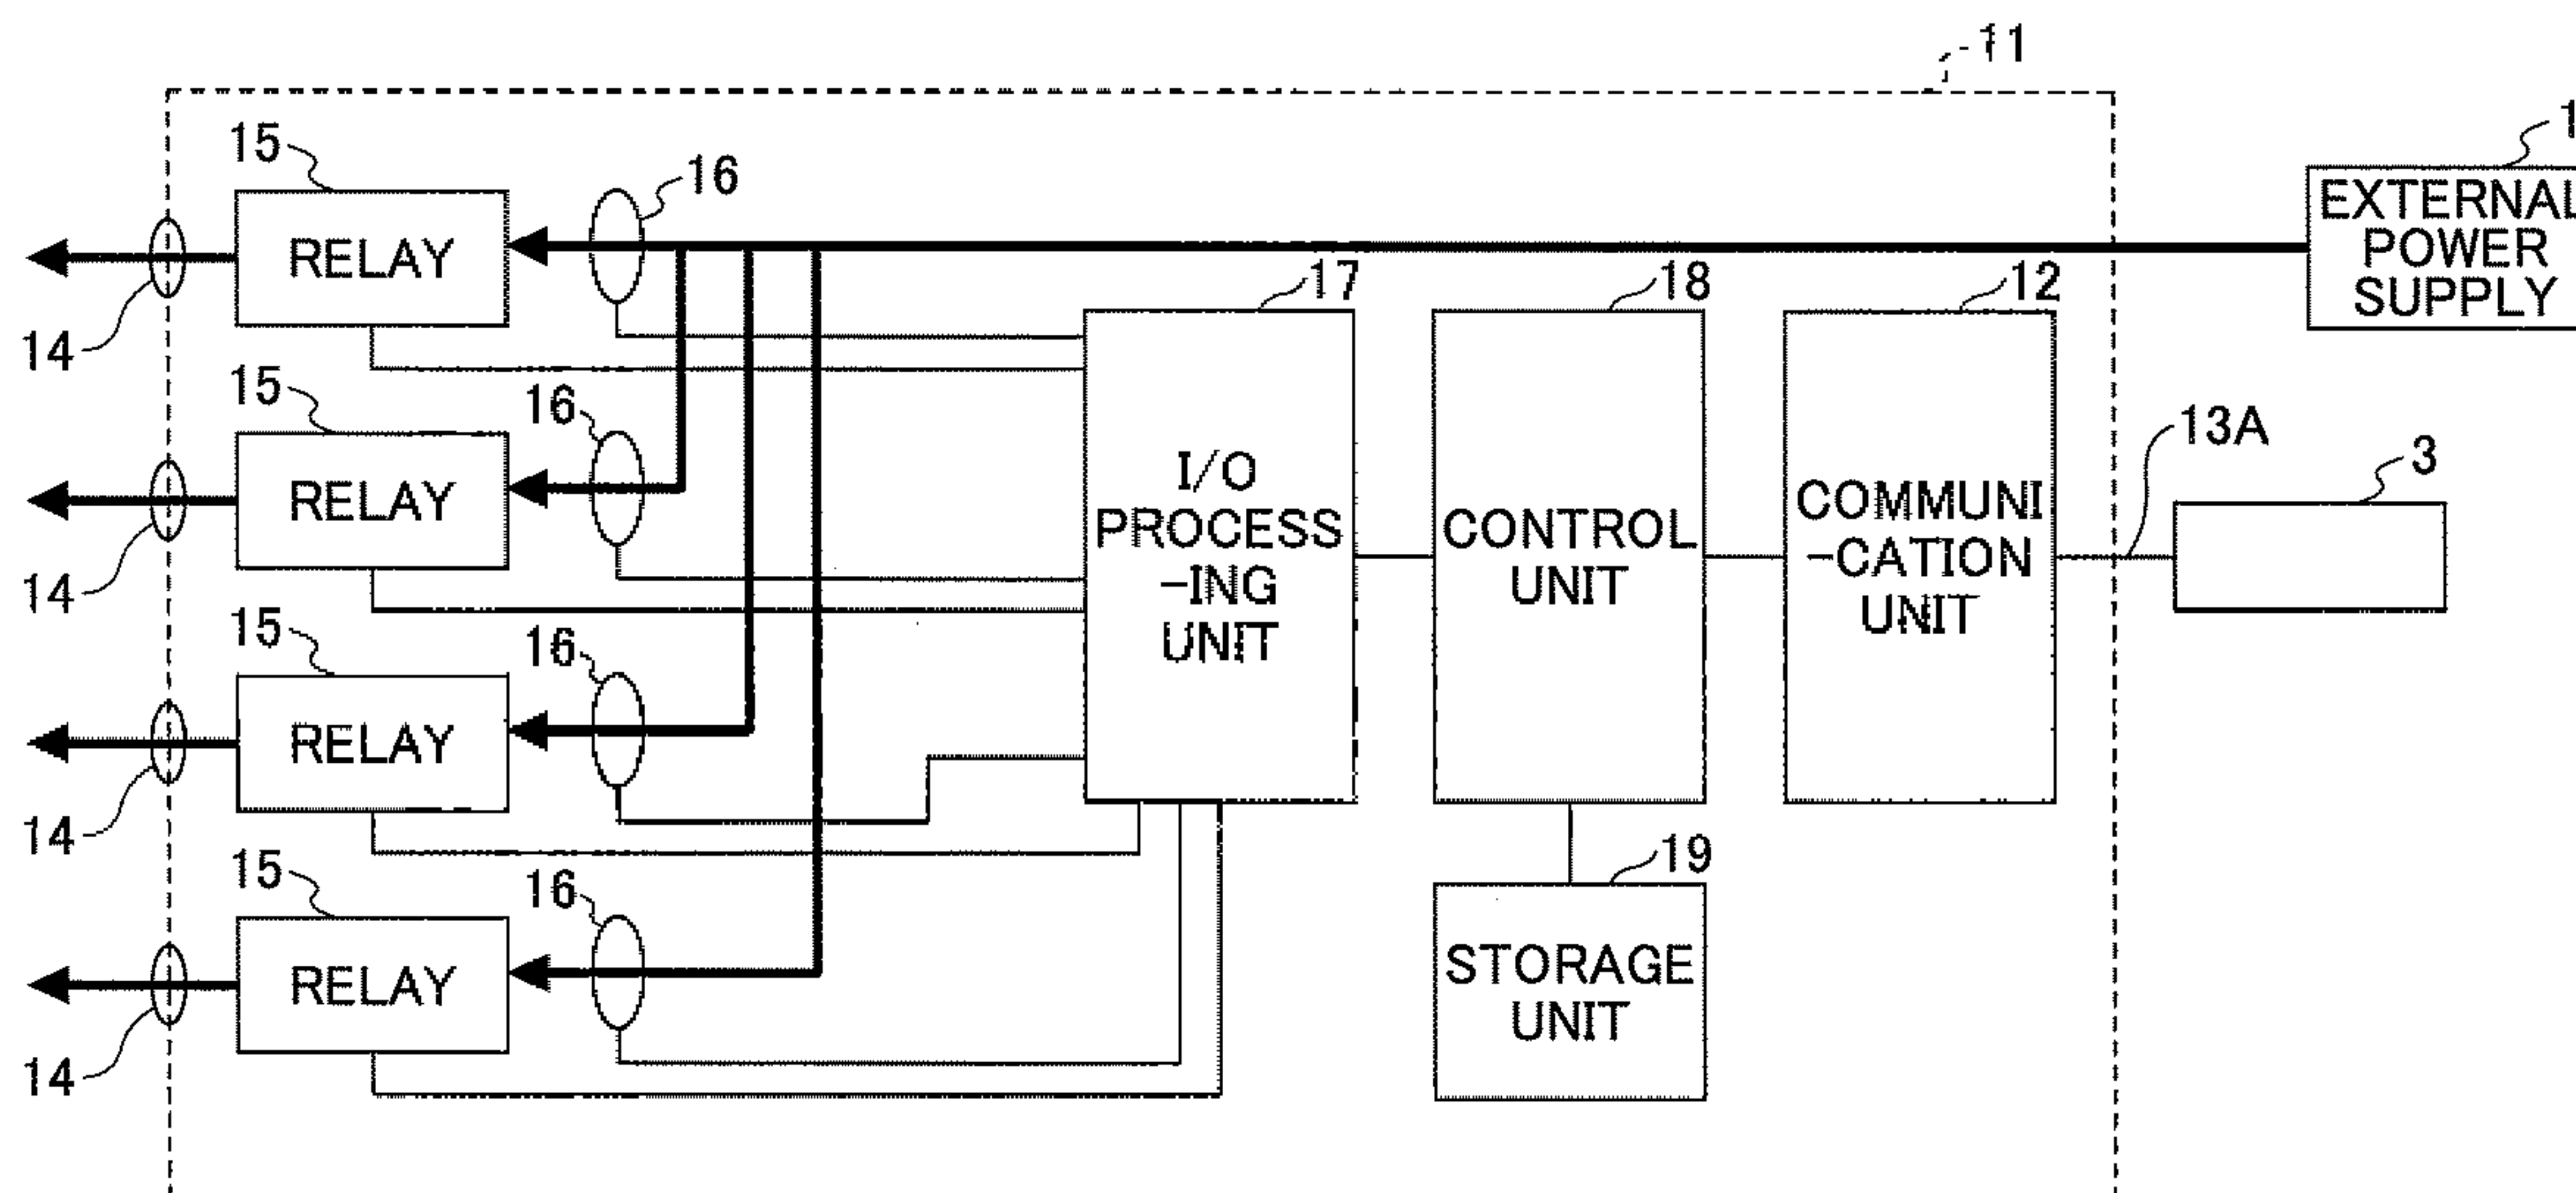 11
15
16
1
EXTERNAL
POWER
SUPPLY
RELAY
14
17
18
12
15
16
RELAY
14
I/O
PROCESS
-ING
UNIT
CONTROL
UNIT
COMMUNI
-CATION
UNIT
13A
3
15
16
RELAY
14
15
16
RELAY
14
19
STORAGE
UNIT